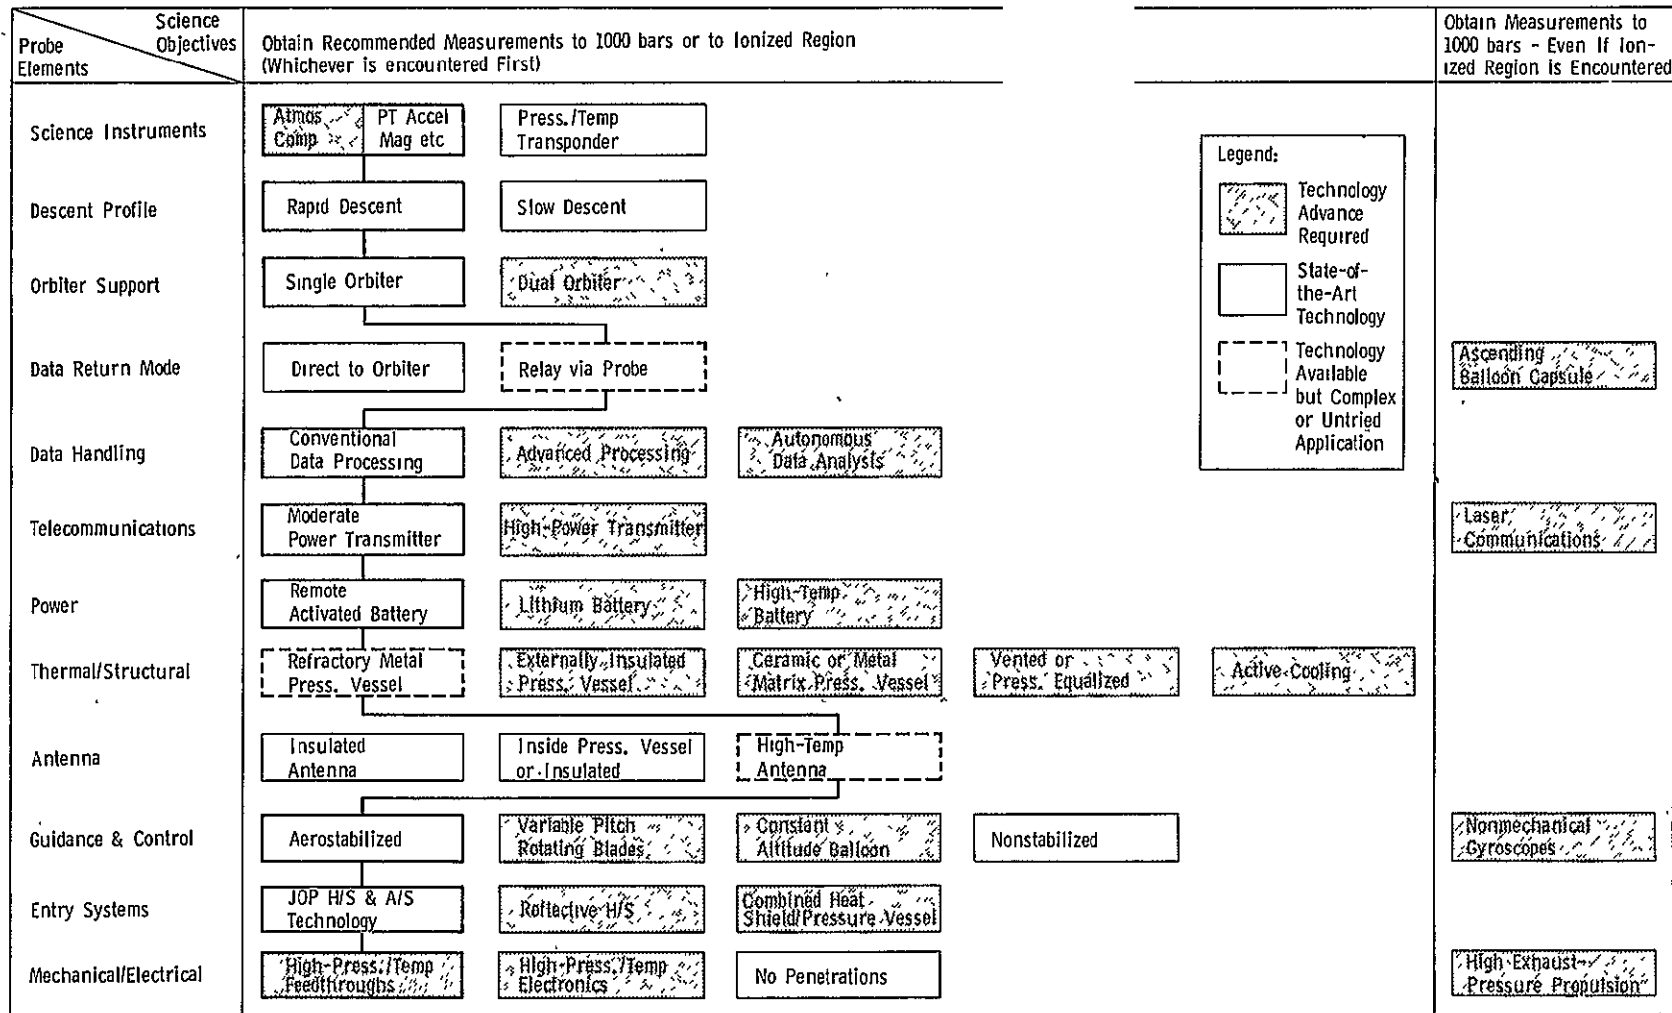 Science
Objectives
Probe
Elements
Obtain Recommended Measurements to 1000 bars or to Ionized Region
(Whichever is encountered First)
Obtain Measurements to
1000 bars - Even If Ion-
ized Region is Encountered
Science Instruments
Atmos
Comp
PT Accel
Mag etc
Press./Temp
Transponder
Legend:
Technology
Advance
Required
State-of-
the-Art
Technology
Technology
Available
but Complex
or Untried
Application
Descent Profile
Rapid Descent
Slow Descent
Orbiter Support
Single Orbiter
Dual Orbiter
Data Return Mode
Direct to Orbiter
Relay via Probe
Ascending
Balloon Capsule
Data Handling
Conventional
Data Processing
Advanced Processing
Autonomous
Data Analysis
Telecommunications
Moderate
Power Transmitter
High-Power Transmitter
Laser
Communications
Power
Remote
Activated Battery
Lithium Battery
High-Temp
Battery
Thermal/Structural
Refractory Metal
Press. Vessel
Externally Insulated
Press. Vessel
Ceramic or Metal
Matrix Press. Vessel
Vented or
Press. Equalized
Active Cooling
Antenna
Insulated
Antenna
Inside Press. Vessel
or Insulated
High-Temp
Antenna
Guidance & Control
Aerostabilized
Variable Pitch
Rotating Blades
Constant
Altitude Balloon
Nonstabilized
Nonmechanical
Gyroscopes
Entry Systems
JOP H/S & A/S
Technology
Reflective H/S
Combined Heat
Shield/Pressure Vessel
Mechanical/Electrical
High-Press./Temp
Feedthroughs
High-Press./Temp
Electronics
No Penetrations
High Exhaust-
Pressure Propulsion